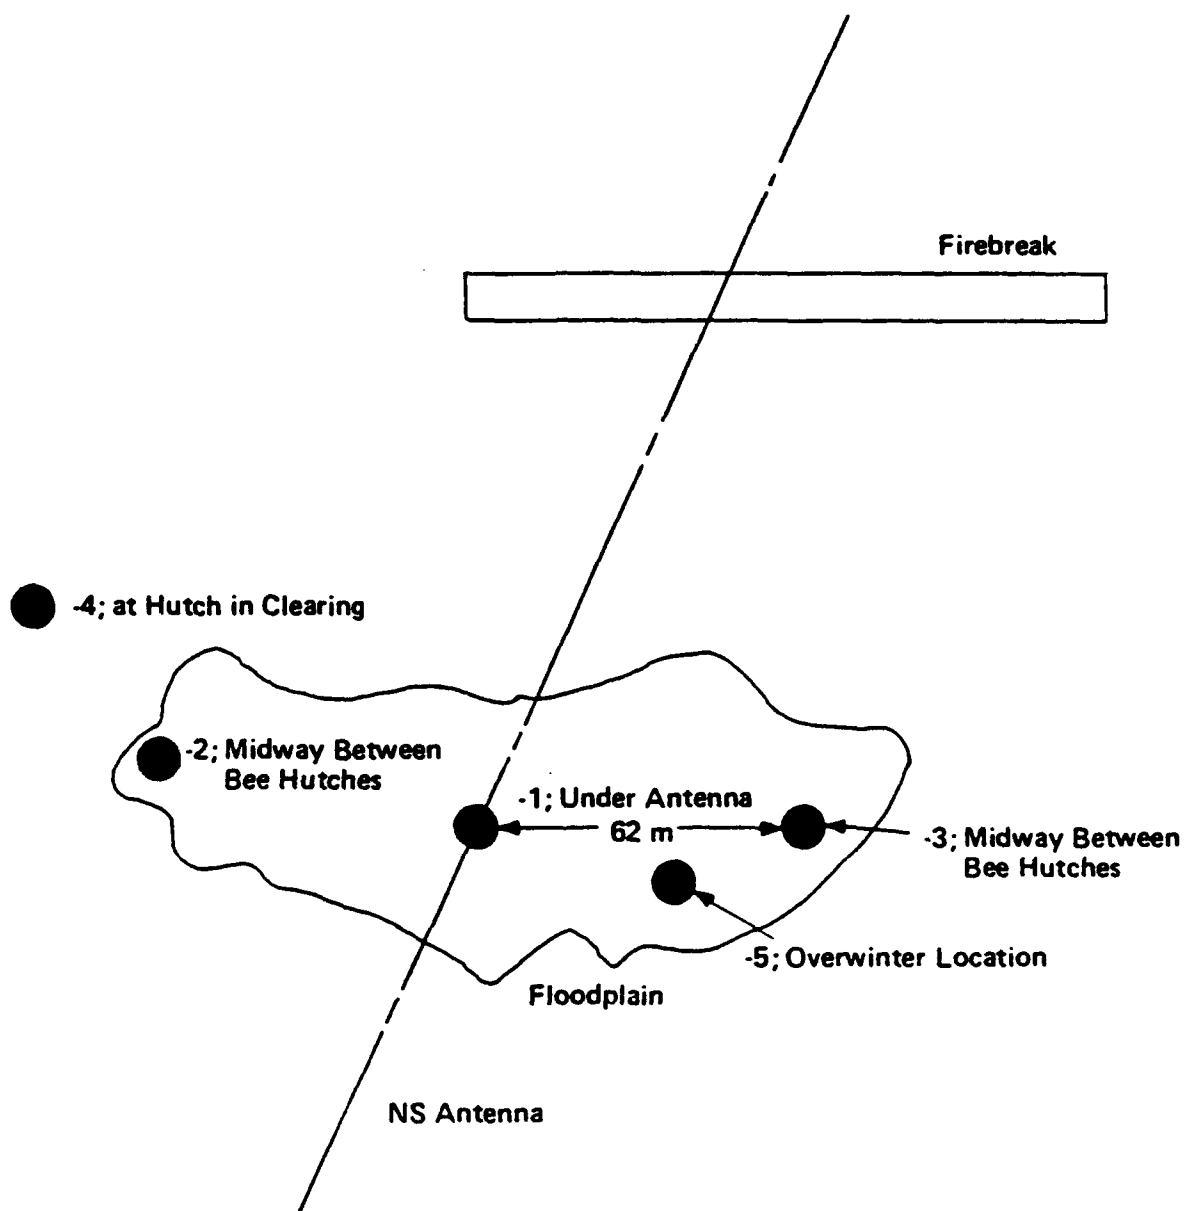 Firebreak
-4; at Hutch in Clearing
-2; Midway Between
Bee Hutches
-1; Under Antenna
62 m
-3; Midway Between
Bee Hutches
-5; Overwinter Location
Floodplain
NS Antenna